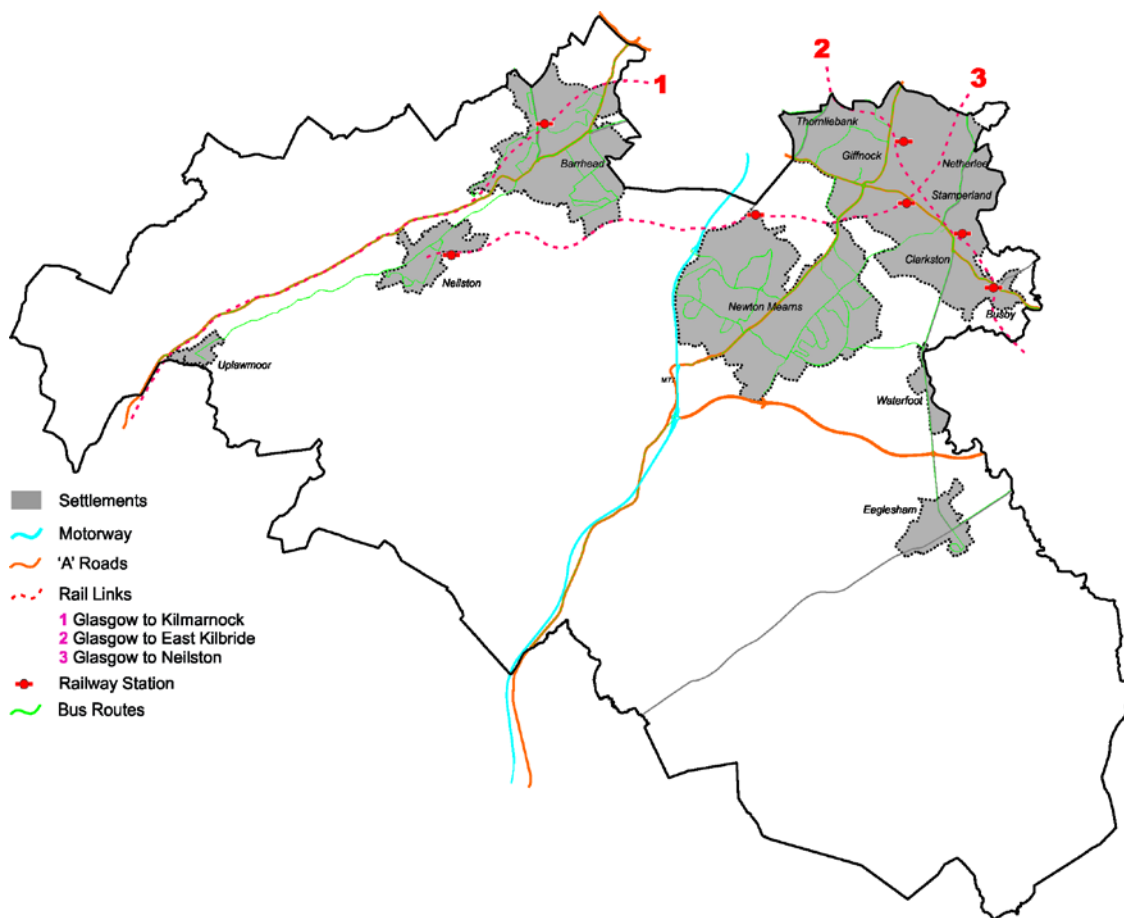 1
2
3
Thornliebank
Giffnock
Netherlee
Barrhead
Stamperland
Clarkston
Neilston
Newton Mearns
Busby
Uplawmoor
M77
Waterfoot
Eeglesham
Settlements
Motorway
'A' Roads
Rail Links
1 Glasgow to Kilmarnock
2 Glasgow to East Kilbride
3 Glasgow to Neilston
Railway Station
Bus Routes